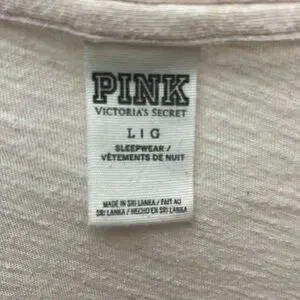 PINK
VICTORIA'S SECRET
L | G
SLEEPWEAR /
VÊTEMENTS DE NUIT
MADE IN SRI LANKA / FAIT AU
SRI LANKA / HECHO EN SRI LANKA